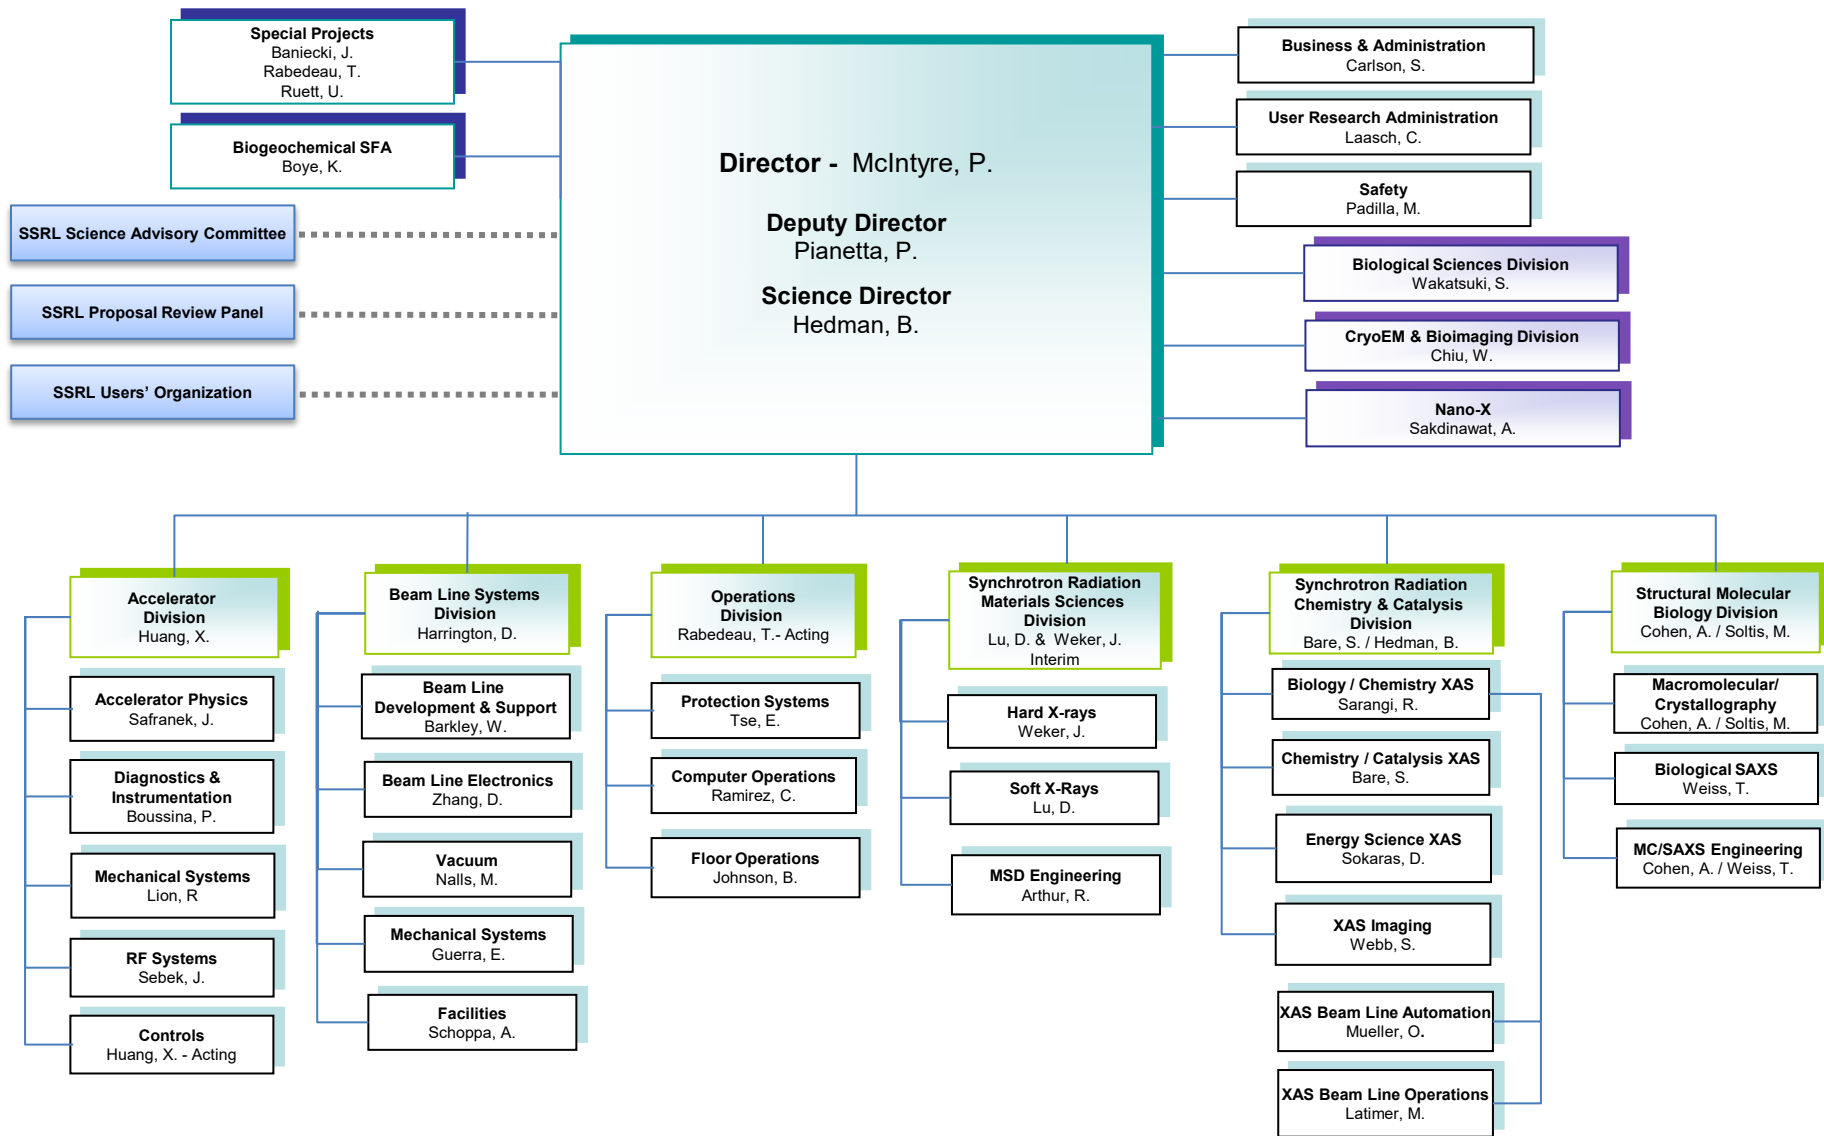 Special Projects
Baniecki, J.
Rabedeau, T.
Ruett, U.
Biogeochemical SFA
Boye, K.
SSRL Science Advisory Committee
SSRL Proposal Review Panel
SSRL Users’ Organization
Director - McIntyre, P.
Deputy Director
Pianetta, P.
Science Director
Hedman, B.
Business & Administration
Carlson, S.
User Research Administration
Laasch, C.
Safety
Padilla, M.
Biological Sciences Division
Wakatsuki, S.
CryoEM & Bioimaging Division
Chiu, W.
Nano-X
Sakdinawat, A.
Accelerator
Division
Huang, X.
Accelerator Physics
Safranek, J.
Diagnostics &
Instrumentation
Boussina, P.
Mechanical Systems
Lion, R
RF Systems
Sebek, J.
Controls
Huang, X. - Acting
Beam Line Systems
Division
Harrington, D.
Beam Line
Development & Support
Barkley, W.
Beam Line Electronics
Zhang, D.
Vacuum
Nalls, M.
Mechanical Systems
Guerra, E.
Facilities
Schoppa, A.
Operations
Division
Rabedeau, T.- Acting
Protection Systems
Tse, E.
Computer Operations
Ramirez, C.
Floor Operations
Johnson, B.
Synchrotron Radiation
Materials Sciences
Division
Lu, D. & Weker, J.
Interim
Hard X-rays
Weker, J.
Soft X-Rays
Lu, D.
MSD Engineering
Arthur, R.
Synchrotron Radiation
Chemistry & Catalysis
Division
Bare, S. / Hedman, B.
Biology / Chemistry XAS
Sarangi, R.
Chemistry / Catalysis XAS
Bare, S.
Energy Science XAS
Sokaras, D.
XAS Imaging
Webb, S.
XAS Beam Line Automation
Mueller, O.
XAS Beam Line Operations
Latimer, M.
Structural Molecular
Biology Division
Cohen, A. / Soltis, M.
Macromolecular/
Crystallography
Cohen, A. / Soltis, M.
Biological SAXS
Weiss, T.
MC/SAXS Engineering
Cohen, A. / Weiss, T.